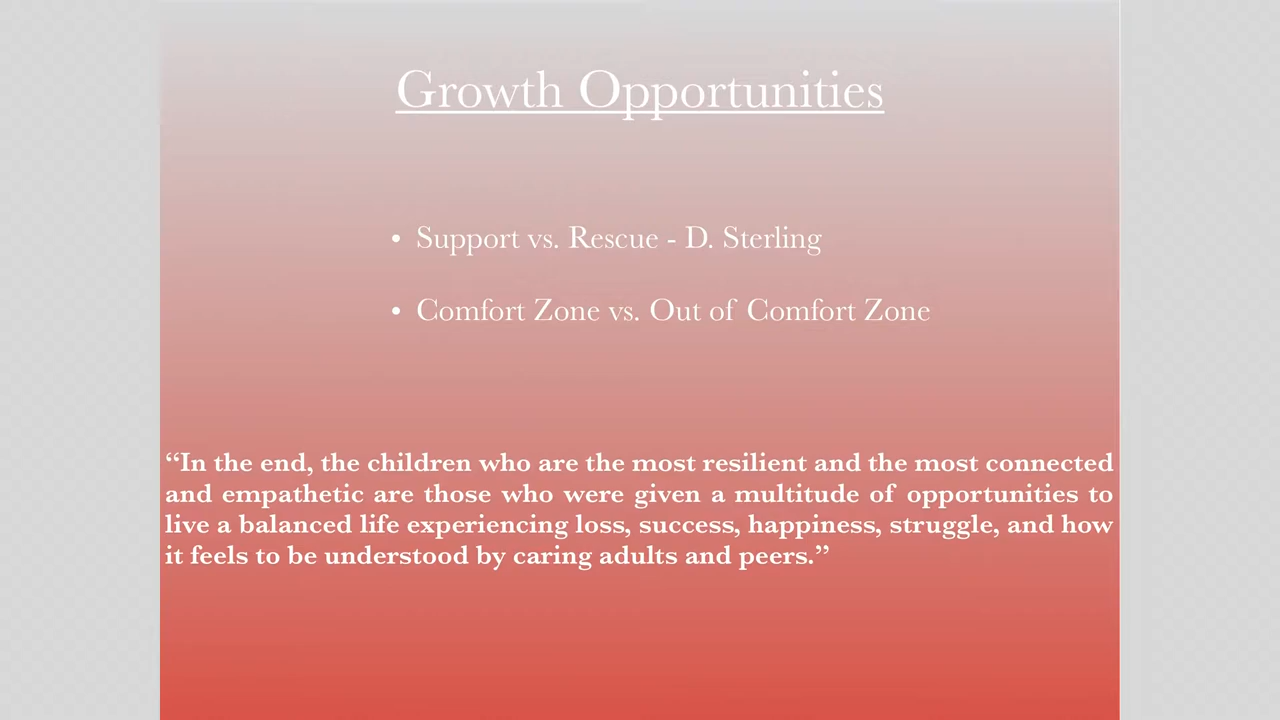 Growth Opportunities
• Support vs. Rescue - D. Sterling
• Comfort Zone vs. Out of Comfort Zone
“In the end, the children who are the most resilient and the most connected
and empathetic are those who were given a multitude of opportunities to
live a balanced life experiencing loss, success, happiness, struggle, and how
it feels to be understood by caring adults and peers.”